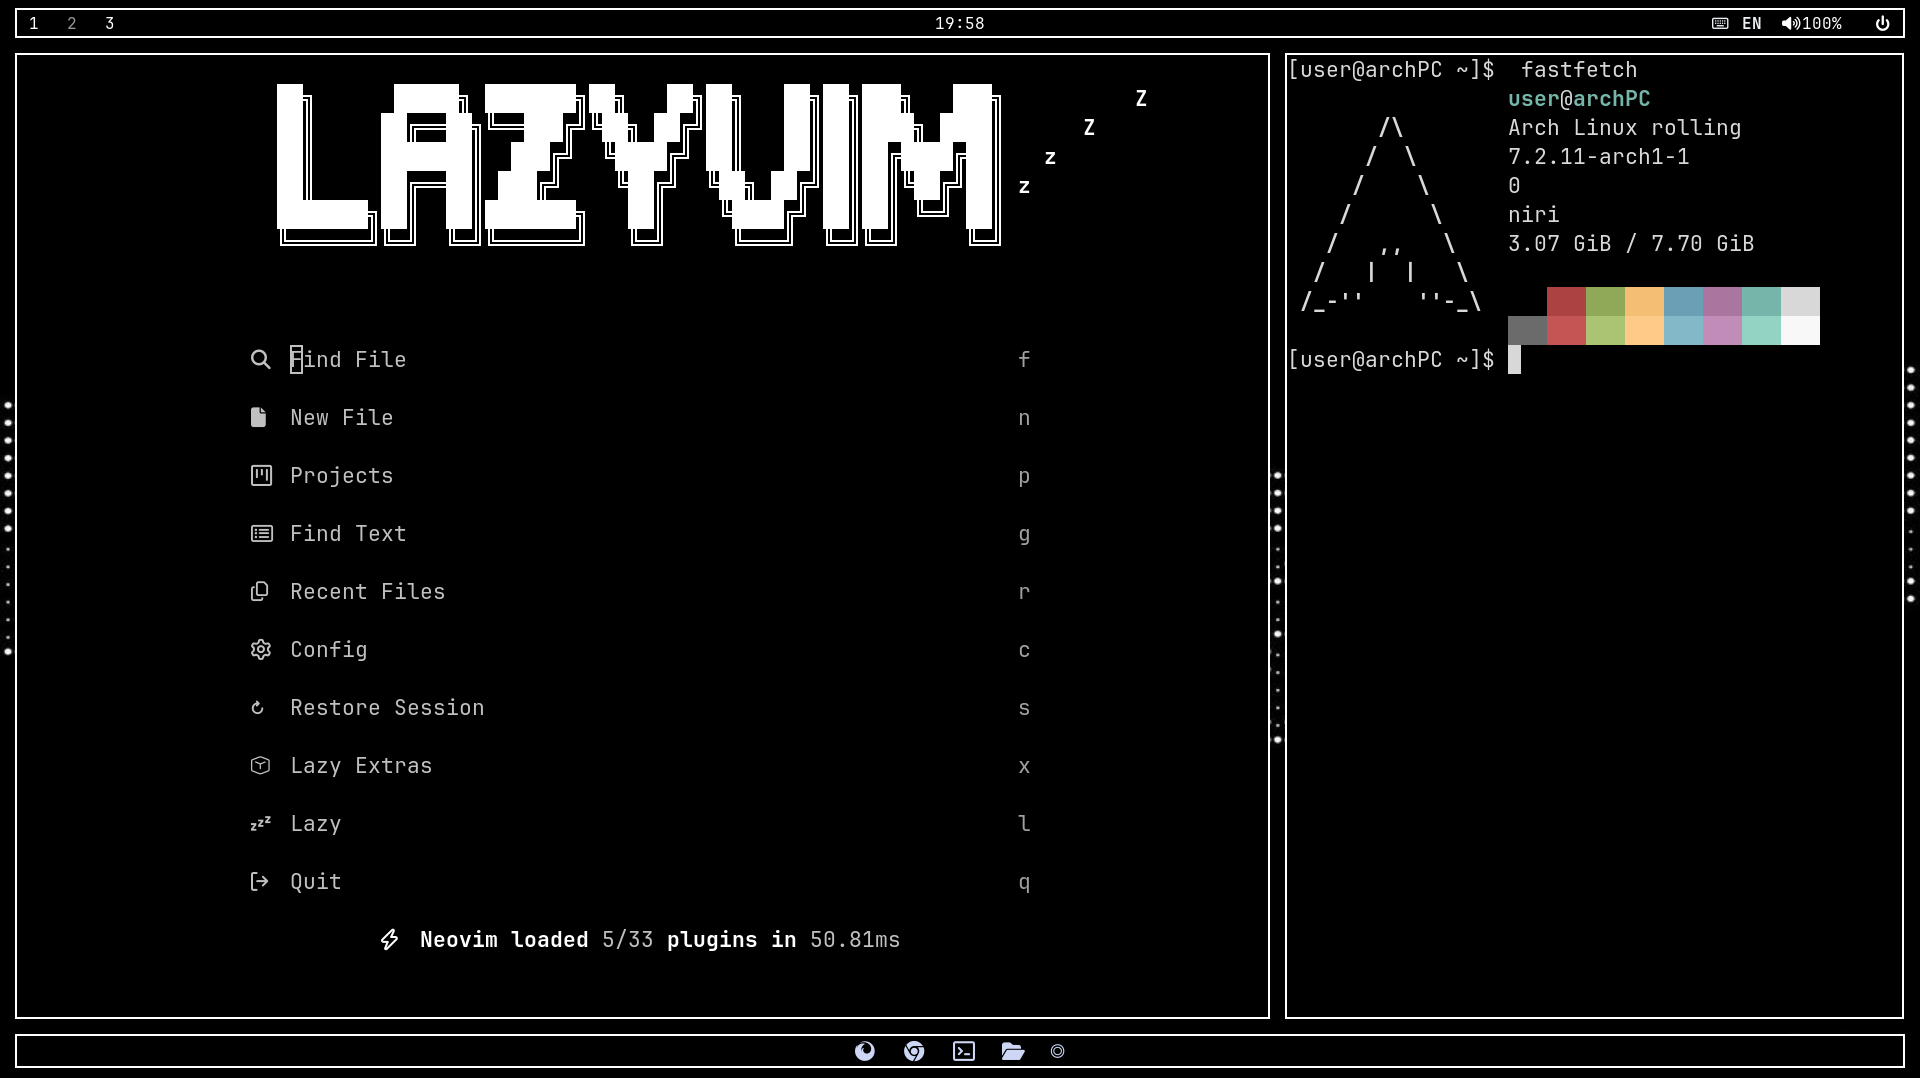 1 2 3 19:58 EN 100%
LAZYVIM Z
Z
z
z
Find File f
New File n
Projects p
Find Text g
Recent Files r
Config c
Restore Session s
Lazy Extras x
Lazy l
Quit q
Neovim loaded 5/33 plugins in 50.81ms
[user@archPC ~]$  fastfetch
user@archPC
Arch Linux rolling
7.2.11-arch1-1
0
niri
3.07 GiB / 7.70 GiB
[user@archPC ~]$